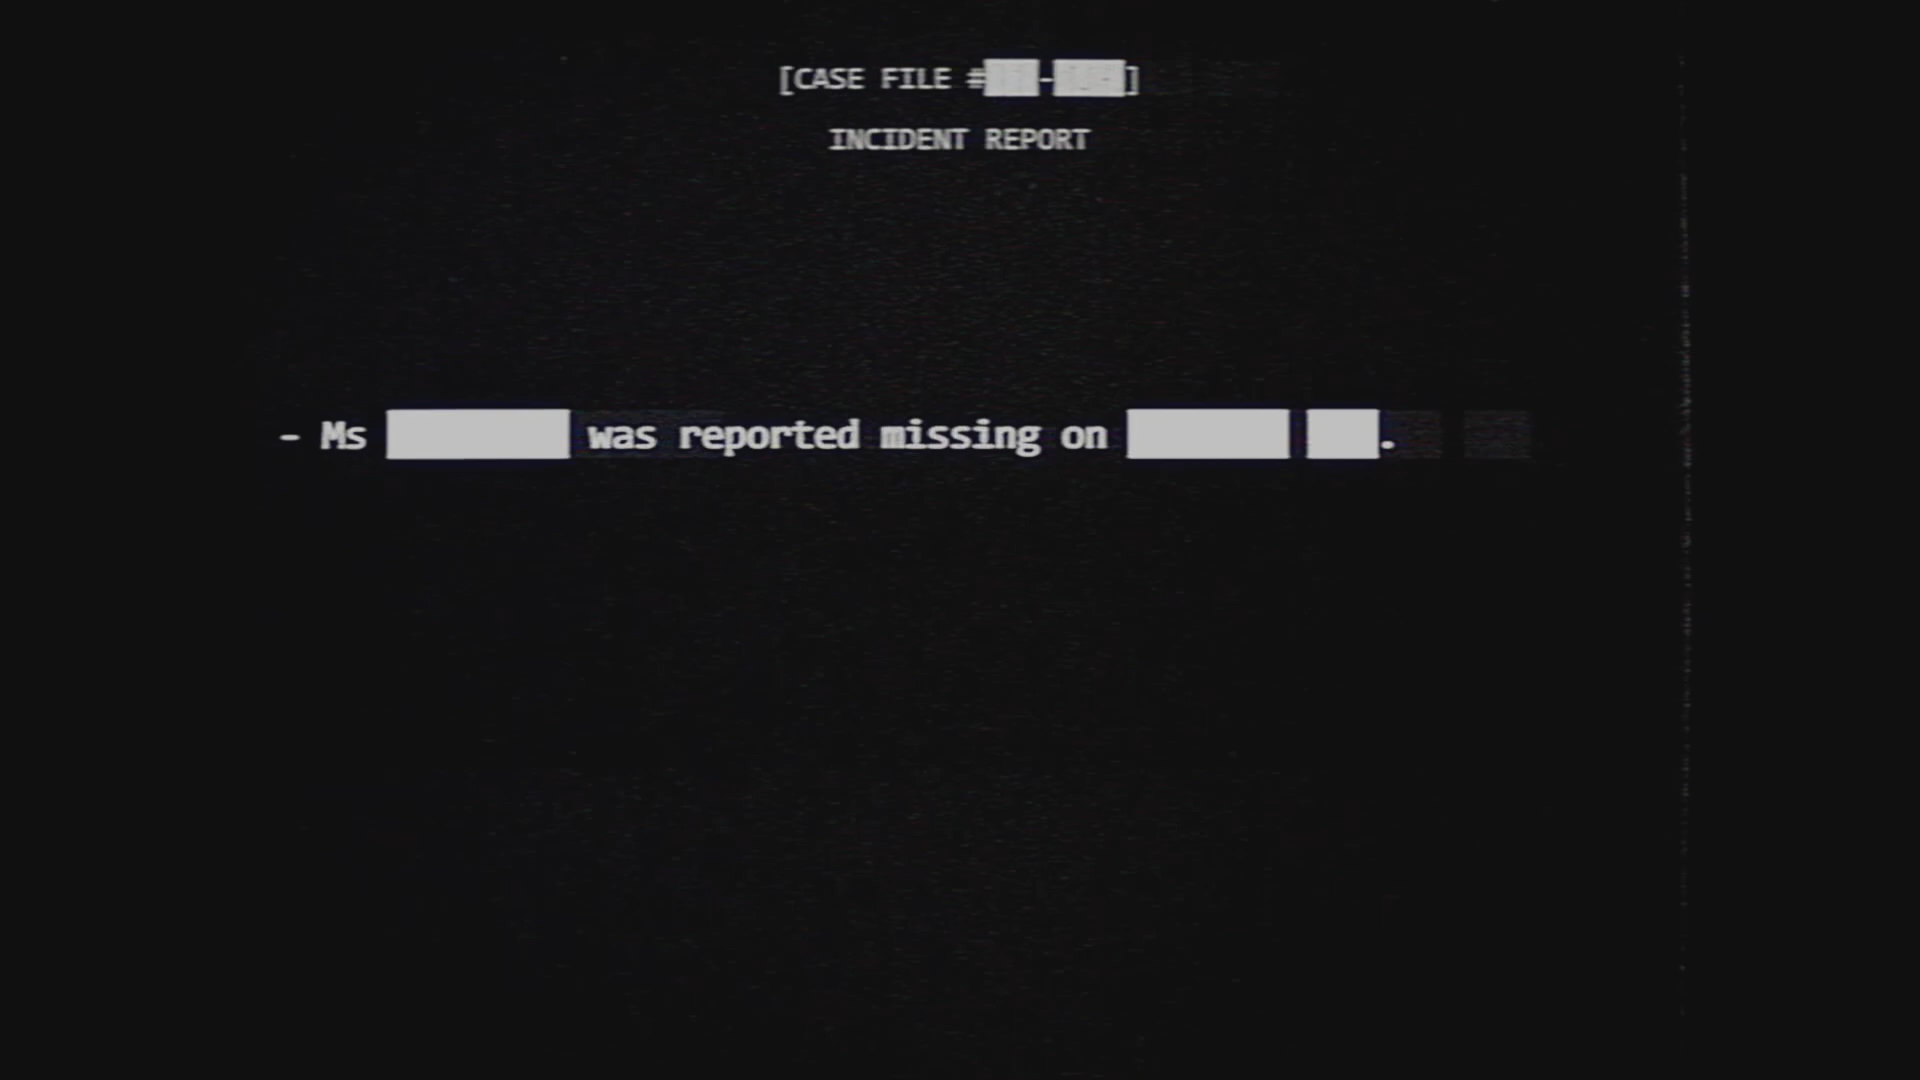 [CASE FILE #██-████]
INCIDENT REPORT
- Ms ████████ was reported missing on ███████ ███.